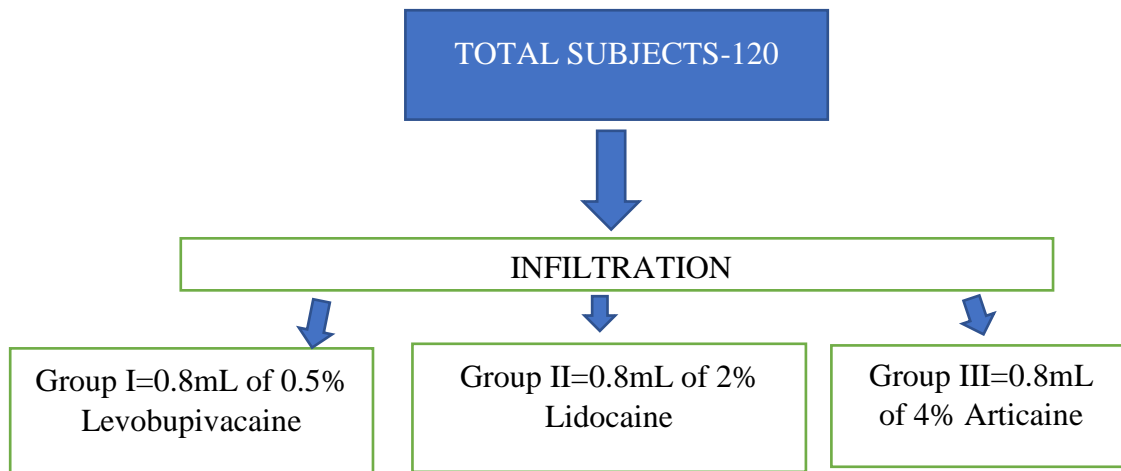 TOTAL SUBJECTS-120
INFILTRATION
Group I=0.8mL of 0.5%
Levobupivacaine
Group II=0.8mL of 2%
Lidocaine
Group III=0.8mL
of 4% Articaine